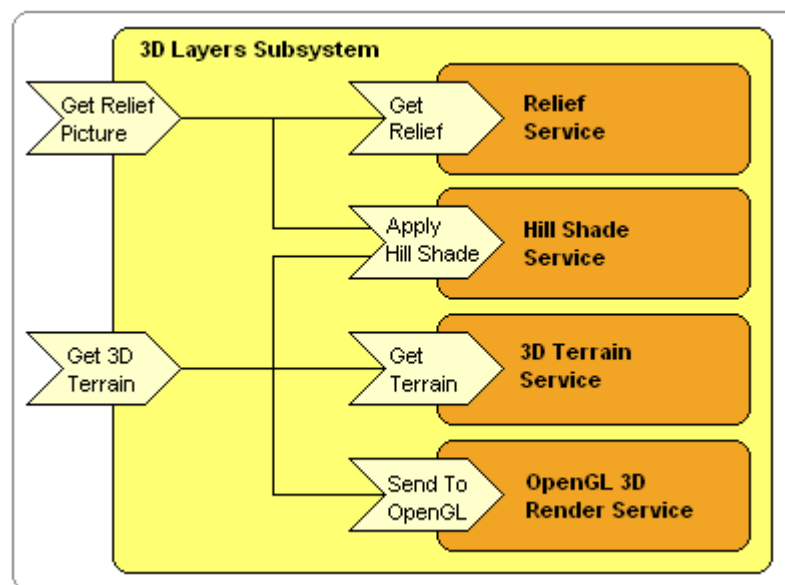 3D Layers Subsystem
Get Relief
Picture
Get
Relief
Relief
Service
Apply
Hill Shade
Hill Shade
Service
Get 3D
Terrain
Get
Terrain
3D Terrain
Service
Send To
OpenGL
OpenGL 3D
Render Service